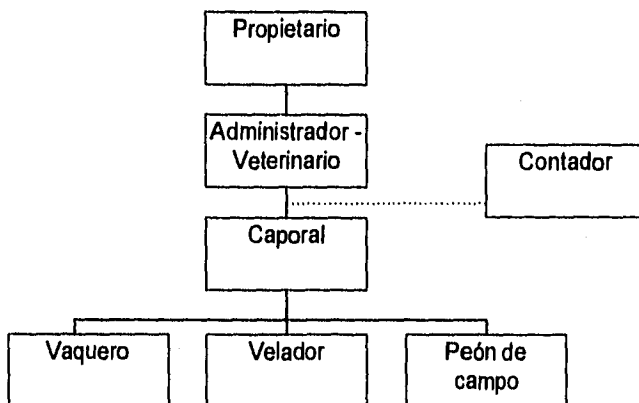 Propietario
Administrador -
Veterinario
Contador
Caporal
Vaquero
Velador
Peón de
campo